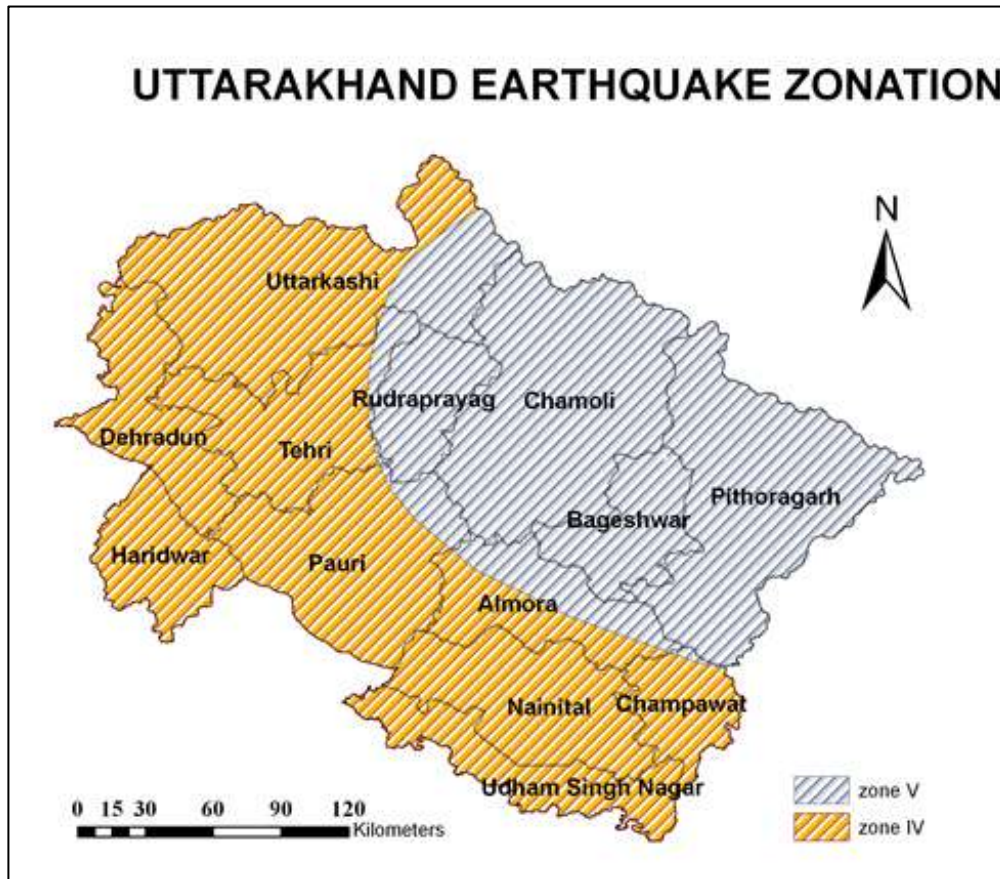 UTTARAKHAND EARTHQUAKE ZONATION
N
Uttarkashi
Rudraprayag
Chamoli
Dehradun
Tehri
Pithoragarh
Bageshwar
Haridwar
Pauri
Almora
Nainital
Champawat
Udham Singh Nagar
zone V
zone IV
0 15 30 60 90 120
Kilometers